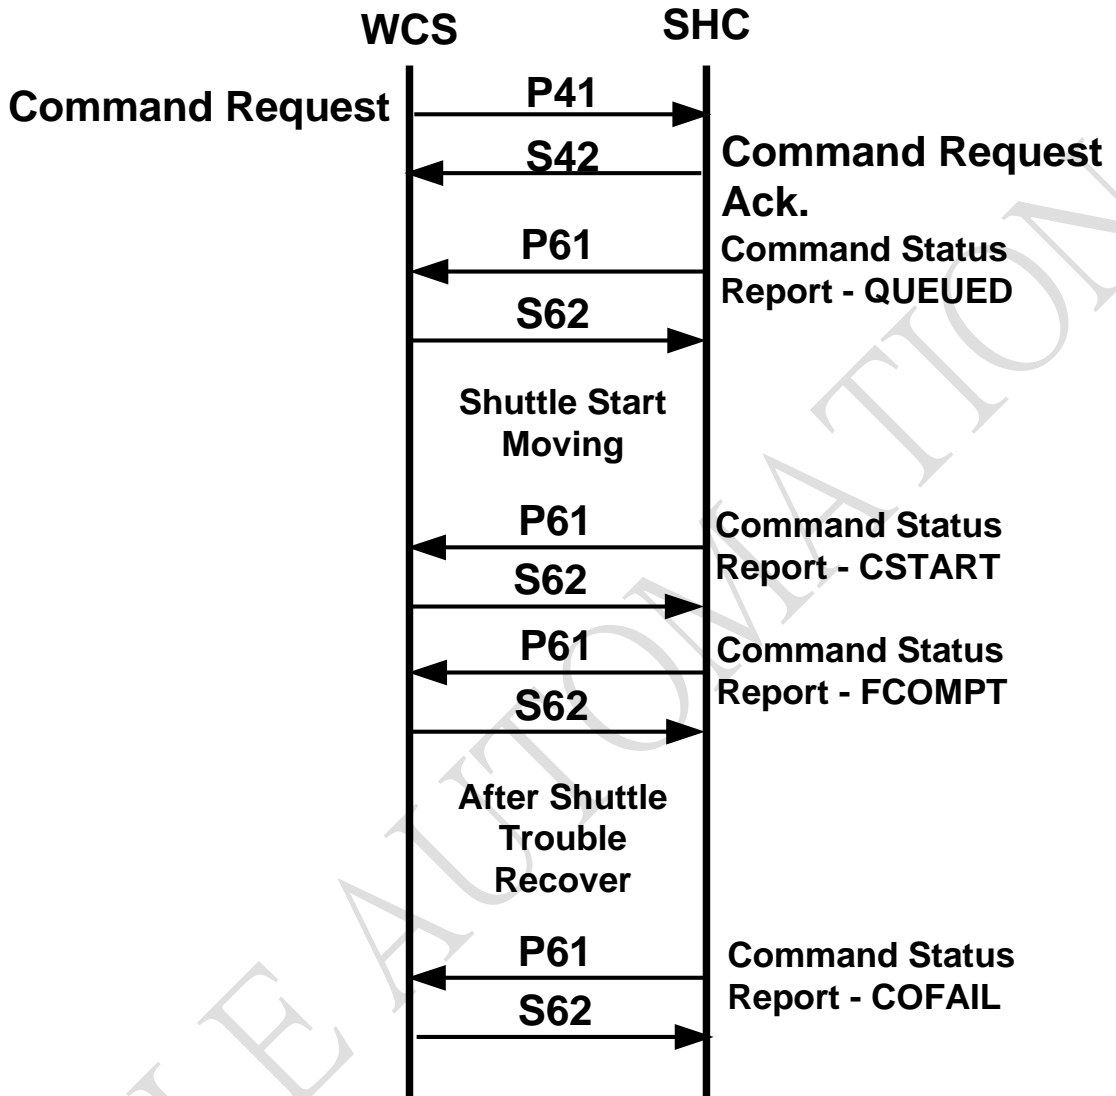 WCS
SHC
Command Request
P41
S42
Command Request
Ack.
P61
Command Status
Report - QUEUED
S62
Shuttle Start
Moving
P61
Command Status
Report - CSTART
S62
P61
Command Status
Report - FCOMPT
S62
After Shuttle
Trouble
Recover
P61
Command Status
Report - COFAIL
S62
E AUTOMATION